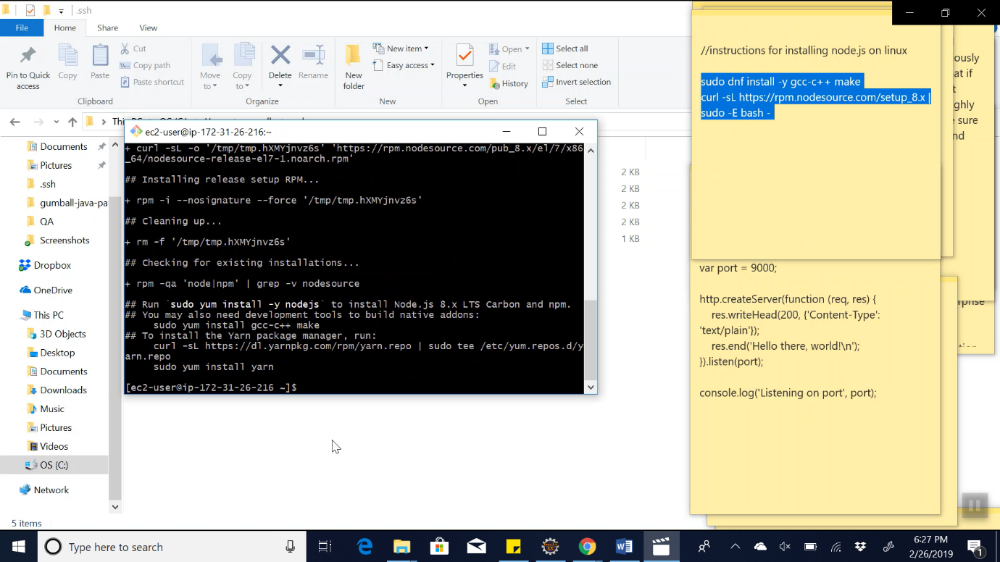 .ssh
File
Home
Share
View
Pin to Quick
access
Copy
Paste
Cut
Copy path
Paste shortcut
Clipboard
Move
to
Copy
to
Delete
Rename
Organize
New
folder
New item
Easy access
New
Properties
Open
Edit
History
Open
Select all
Select none
Invert selection
Select
Documents
Pictures
.ssh
gumball-java-pa
QA
Screenshots
Dropbox
OneDrive
This PC
3D Objects
Desktop
Documents
Downloads
Music
Pictures
Videos
OS (C:)
Network
5 items
2 KB
2 KB
2 KB
2 KB
1 KB
ec2-user@ip-172-31-26-216:~
+ curl -sL -o '/tmp/tmp.hXMYjnvz6s' 'https://rpm.nodesource.com/pub_8.x/el/7/x86
_64/nodesource-release-el7-1.noarch.rpm'
## Installing release setup RPM...
+ rpm -i --nosignature --force '/tmp/tmp.hXMYjnvz6s'
## Cleaning up...
+ rm -f '/tmp/tmp.hXMYjnvz6s'
## Checking for existing installations...
+ rpm -qa 'node|npm' | grep -v nodesource
## Run `sudo yum install -y nodejs` to install Node.js 8.x LTS Carbon and npm.
## You may also need development tools to build native addons:
sudo yum install gcc-c++ make
## To install the Yarn package manager, run:
curl -sL https://dl.yarnpkg.com/rpm/yarn.repo | sudo tee /etc/yum.repos.d/y
arn.repo
sudo yum install yarn
[ec2-user@ip-172-31-26-216 ~]$
//instructions for installing node.js on linux
sudo dnf install -y gcc-c++ make
curl -sL https://rpm.nodesource.com/setup_8.x |
sudo -E bash -
var port = 9000;
http.createServer(function (req, res) {
res.writeHead(200, {'Content-Type':
'text/plain'});
res.end('Hello there, world!\n');
}).listen(port);
console.log('Listening on port', port);
Type here to search
6:27 PM
2/26/2019
1